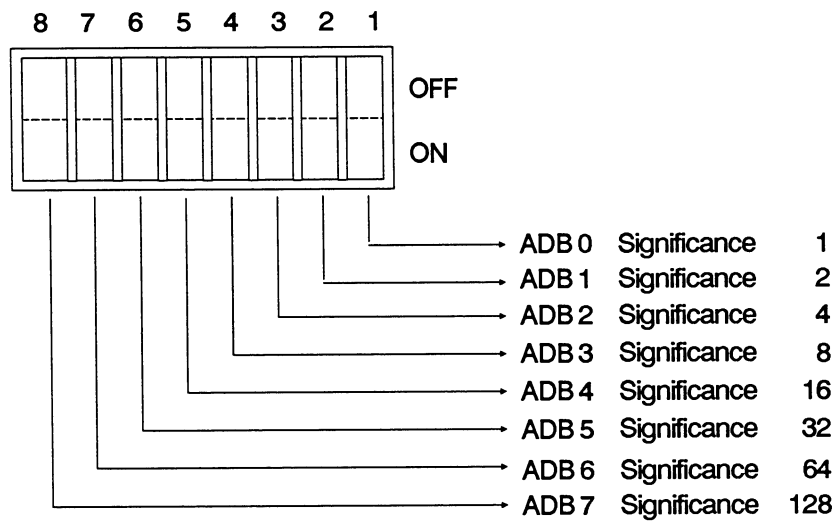 8 7 6 5 4 3 2 1
OFF
ON
ADB 0 Significance 1
ADB 1 Significance 2
ADB 2 Significance 4
ADB 3 Significance 8
ADB 4 Significance 16
ADB 5 Significance 32
ADB 6 Significance 64
ADB 7 Significance 128